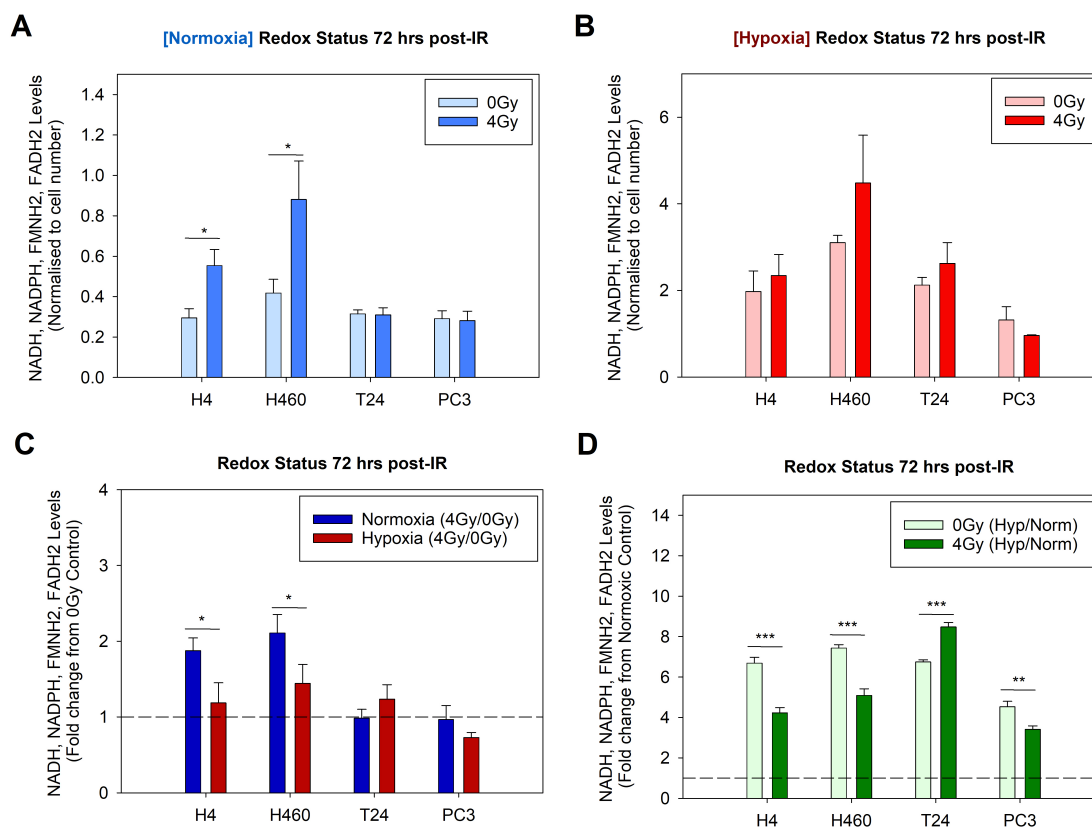 A
[Normoxia] Redox Status 72 hrs post-IR
NADH, NADPH, FMNH2, FADH2 Levels
(Normalised to cell number)
1.4
1.2
1.0
0.8
0.6
0.4
0.2
0.0
0Gy
4Gy
*
*
H4 H460 T24 PC3
B
[Hypoxia] Redox Status 72 hrs post-IR
NADH, NADPH, FMNH2, FADH2 Levels
(Normalised to cell number)
6
4
2
0
0Gy
4Gy
H4 H460 T24 PC3
C
Redox Status 72 hrs post-IR
NADH, NADPH, FMNH2, FADH2 Levels
(Fold change from 0Gy Control)
4
3
2
1
0
Normoxia (4Gy/0Gy)
Hypoxia (4Gy/0Gy)
*
*
H4 H460 T24 PC3
D
Redox Status 72 hrs post-IR
NADH, NADPH, FMNH2, FADH2 Levels
(Fold change from Normoxic Control)
14
12
10
8
6
4
2
0
0Gy (Hyp/Norm)
4Gy (Hyp/Norm)
***
***
***
**
H4 H460 T24 PC3